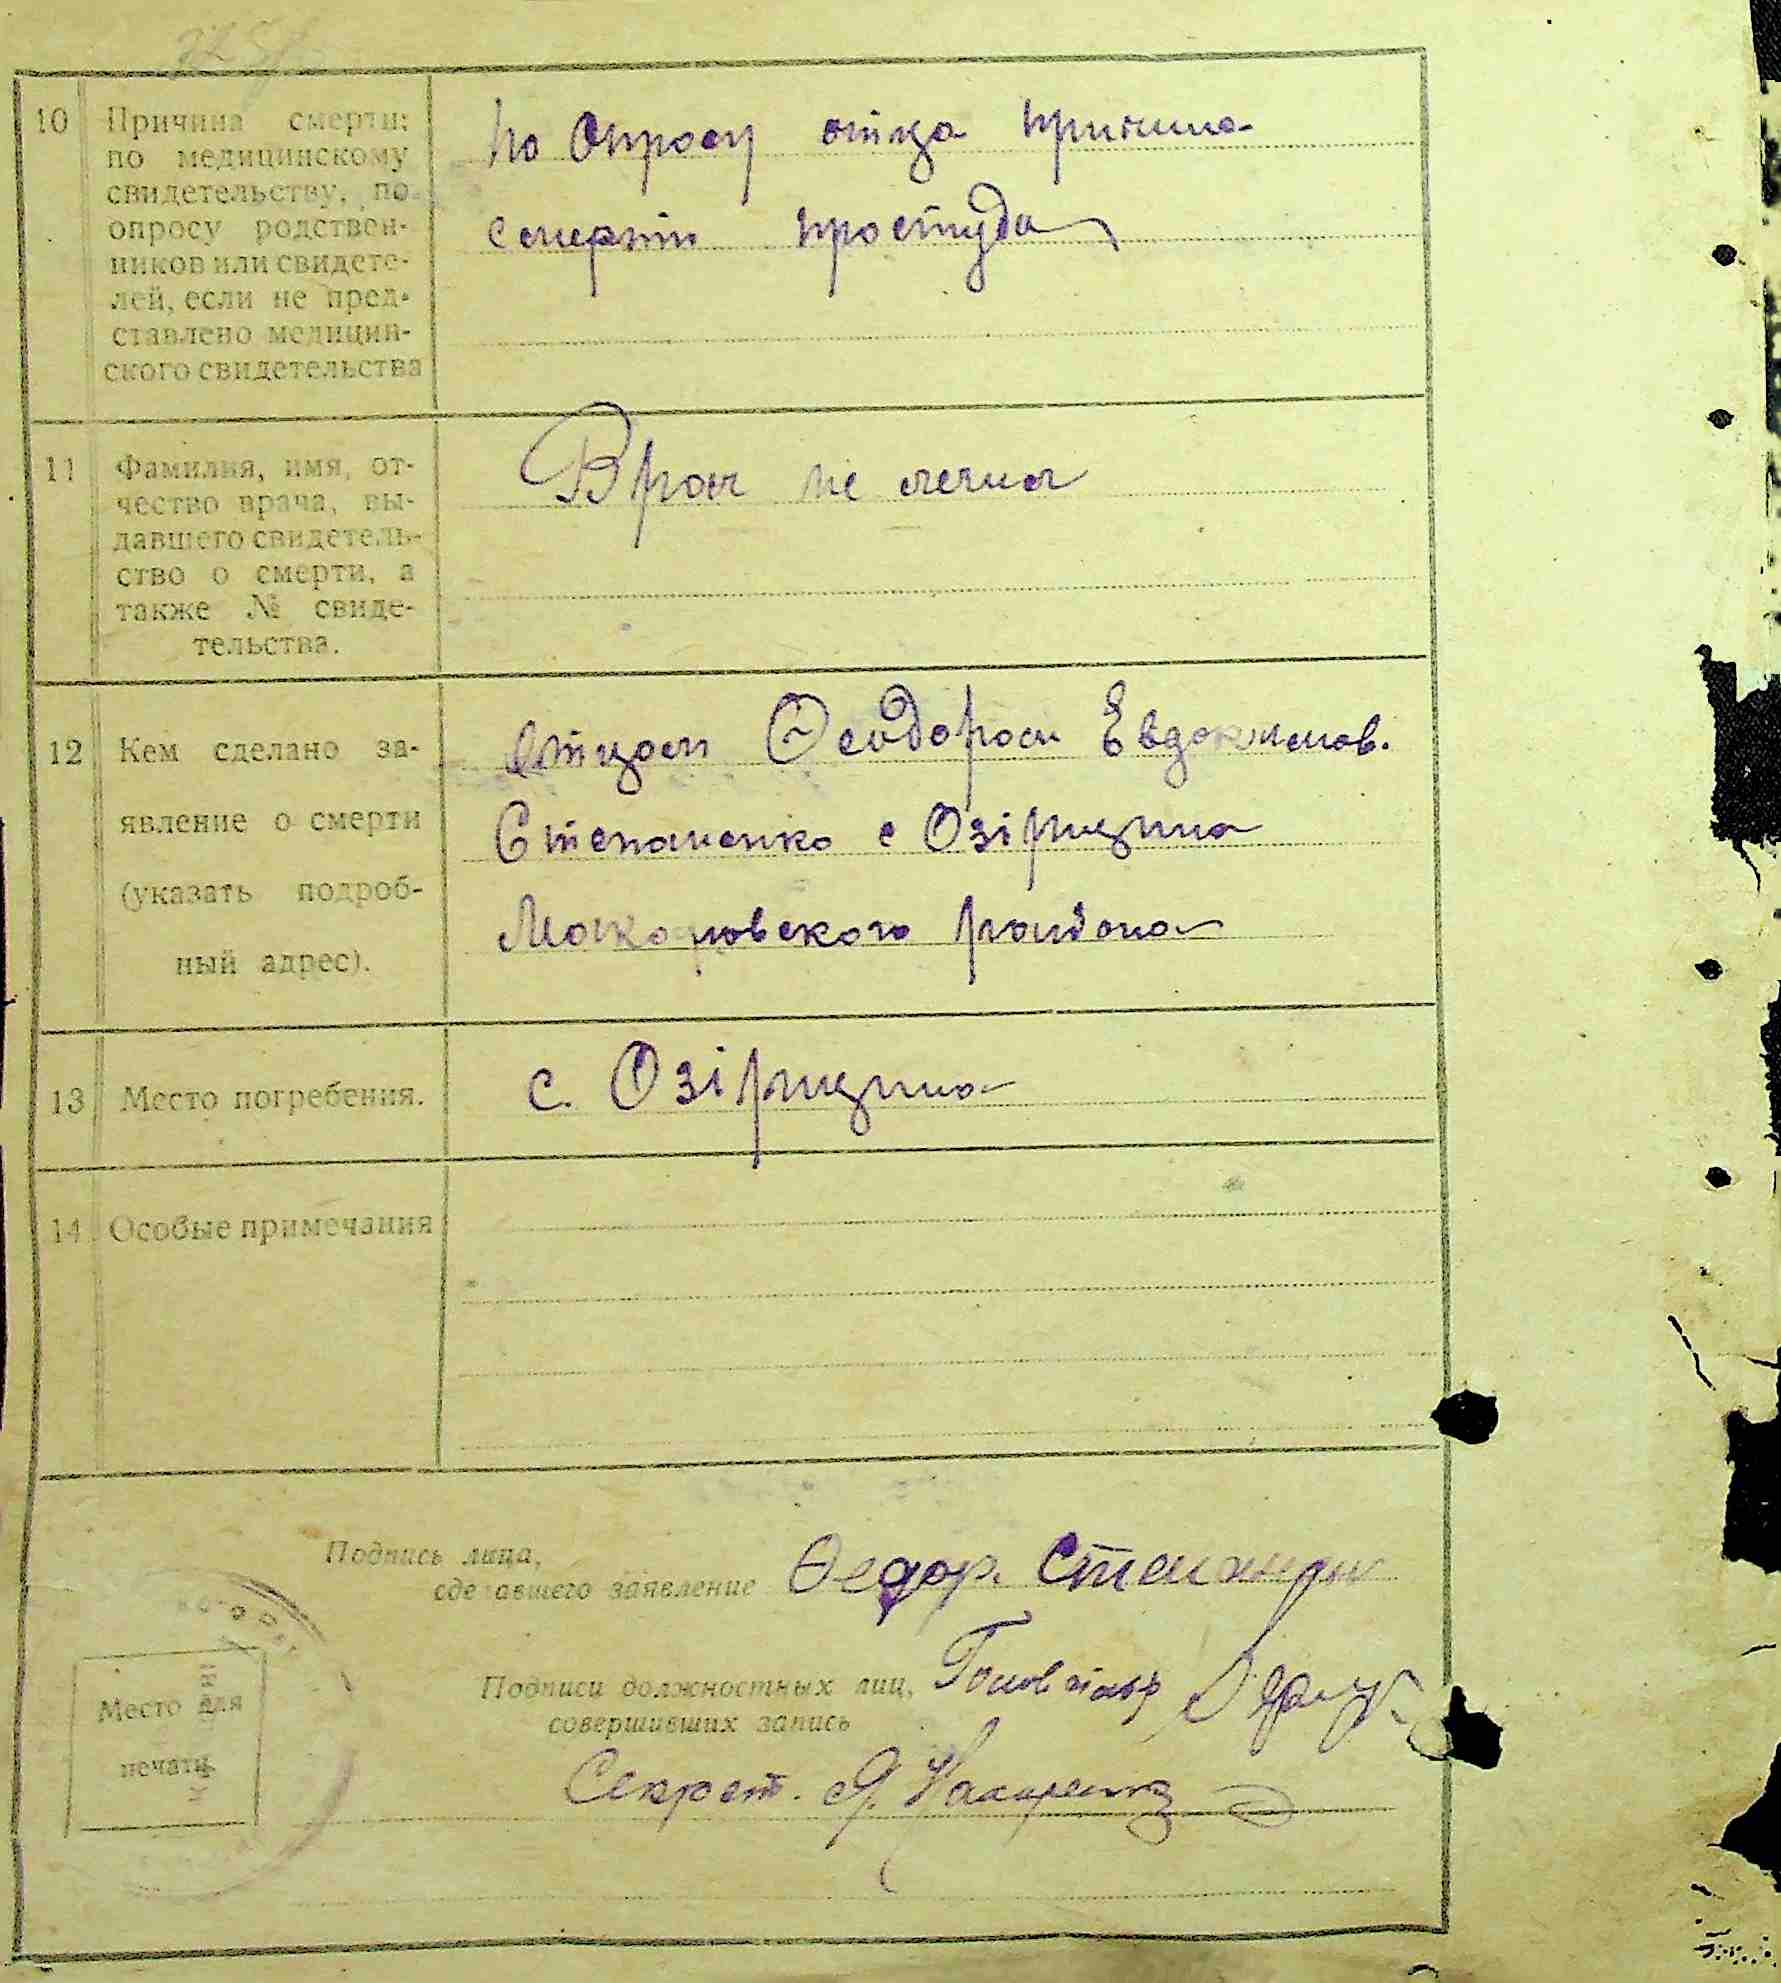 10 Причина смерти: по Опросу отца причина
по медицинскому
свидетельству, по
опросу родствен- смерти простуда
ников или свидете-
лей, если не пред-
ставлено медицин-
ского свидетельства
11 Фамилия, имя, от- Врач не лечил
чество врача, вы-
давшего свидетель-
ство о смерти, а
также № свиде-
тельства.
12 Кем сделано за- отцом Феодором Евдокимов.
явление о смерти Степаненко с Озірщина
(указать подроб- Макаровского района
ный адрес).
13 Место погребения. с. Озірщина
14 Особые примечания
Подпись лица,
сделавшего заявление Федор.
Подписи должностных лиц,
совершивших запись
Секрет. Я.
Место для
печати